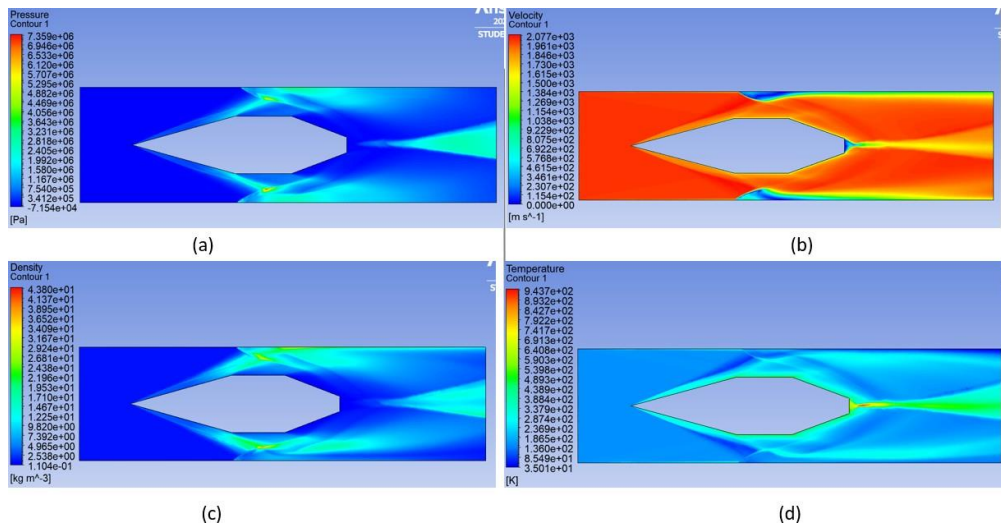 Pressure
Contour 1
7.359e+06
6.946e+06
6.533e+06
6.120e+06
5.707e+06
5.295e+06
4.882e+06
4.469e+06
4.056e+06
3.643e+06
3.231e+06
2.818e+06
2.405e+06
1.992e+06
1.580e+06
1.167e+06
7.540e+05
3.412e+05
-7.154e+04
[Pa]
STUDE
(a)
Velocity
Contour 1
2.077e+03
1.961e+03
1.846e+03
1.730e+03
1.615e+03
1.500e+03
1.384e+03
1.269e+03
1.154e+03
1.038e+03
9.229e+02
8.075e+02
6.922e+02
5.768e+02
4.615e+02
3.461e+02
2.307e+02
1.154e+02
0.000e+00
[m s^-1]
STU
(b)
Density
Contour 1
4.380e+01
4.137e+01
3.895e+01
3.652e+01
3.409e+01
3.167e+01
2.924e+01
2.681e+01
2.438e+01
2.196e+01
1.953e+01
1.710e+01
1.467e+01
1.225e+01
9.820e+00
7.392e+00
4.965e+00
2.538e+00
1.104e-01
[kg m^-3]
(c)
Temperature
Contour 1
9.437e+02
8.932e+02
8.427e+02
7.922e+02
7.417e+02
6.913e+02
6.408e+02
5.903e+02
5.398e+02
4.893e+02
4.389e+02
3.884e+02
3.379e+02
2.874e+02
2.369e+02
1.865e+02
1.360e+02
8.549e+01
3.501e+01
[K]
(d)